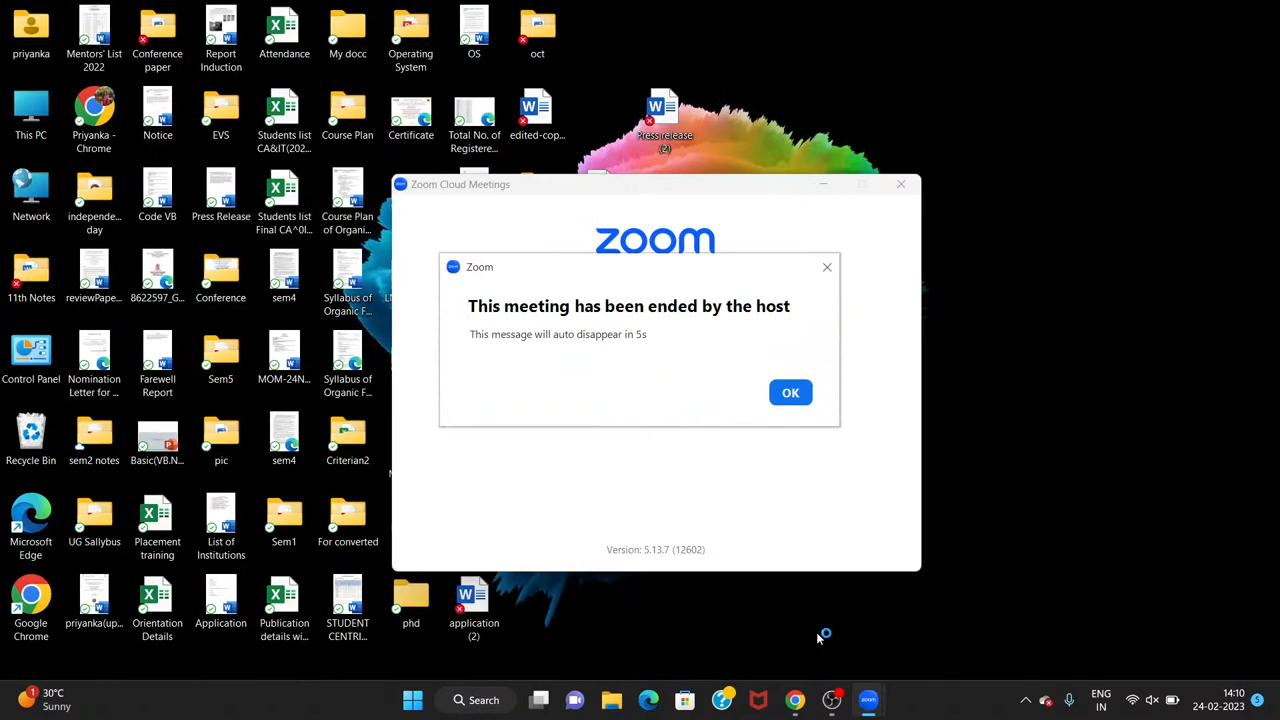 priyanka
Mentors' List
2022
Conference
paper
Report
Induction
Attendance
My docc
Operating
System
OS
oct
This PC
Priyanka -
Chrome
Notice
EVS
Students list
CA&IT(202...
Course Plan
Certificate
Total No. of
Registere...
edited-cop...
Press release
(2)
Network
independe...
day
Code VB
Press Release
Students list
Final CA^0I...
Course Plan
of Organi...
11th Notes
reviewPape...
8622597_G...
Conference
sem4
Syllabus of
Organic F...
Control Panel
Nomination
Letter for ...
Farewell
Report
Sem5
MOM-24N...
Syllabus of
Organic F...
Recycle Bin
sem2 notes
Basic(VB.N...
pic
sem4
Criterian2
Microsoft
Edge
UG Sallybus
Placement
training
List of
Institutions
Sem1
For converted
Google
Chrome
priyanka(up...
Orientation
Details
Application
Publication
details wi...
STUDENT
CENTRI...
phd
application
(2)
zoom Zoom Cloud Meetings
zoom
Zoom
This meeting has been ended by the host
This message will auto disappear in 5s
OK
Version: 5.13.7 (12602)
1
30°C
Sunny
Search
ENG
IN
14:10
24-02-2023
5